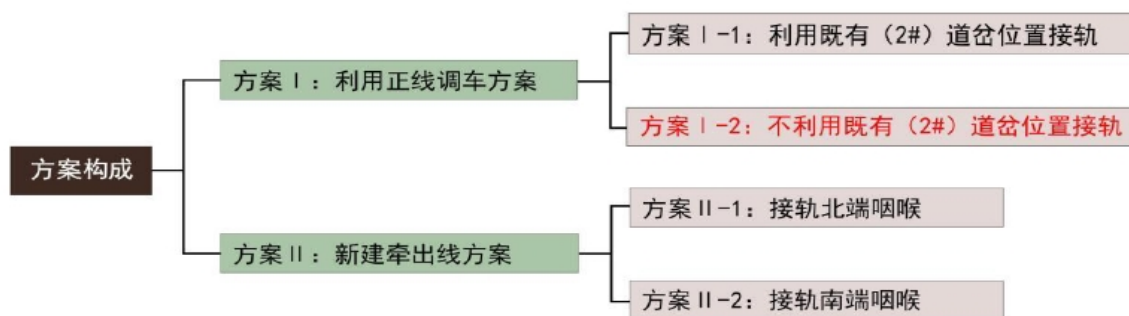 方案构成
方案Ⅰ：利用正线调车方案
方案Ⅰ-1：利用既有（2#）道岔位置接轨
方案Ⅰ-2：不利用既有（2#）道岔位置接轨
方案Ⅱ：新建牵出线方案
方案Ⅱ-1：接轨北端咽喉
方案Ⅱ-2：接轨南端咽喉